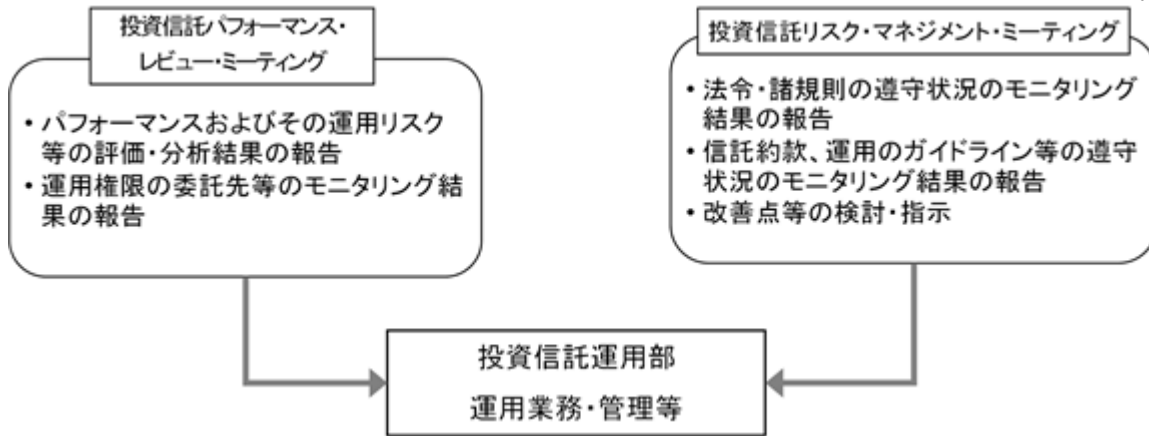 投資信託パフォーマンス・
レビュー・ミーティング
・パフォーマンスおよびその運用リスク
等の評価・分析結果の報告
・運用権限の委託先等のモニタリング結
果の報告
投資信託リスク・マネジメント・ミーティング
・法令・諸規則の遵守状況のモニタリング
結果の報告
・信託約款、運用のガイドライン等の遵守
状況のモニタリング結果の報告
・改善点等の検討・指示
投資信託運用部
運用業務・管理等